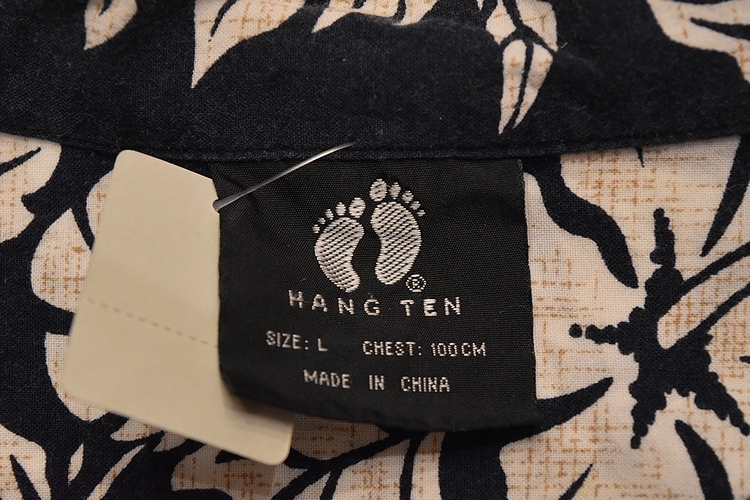 ®
HANG TEN
SIZE: L CHEST: 100CM
MADE IN CHINA